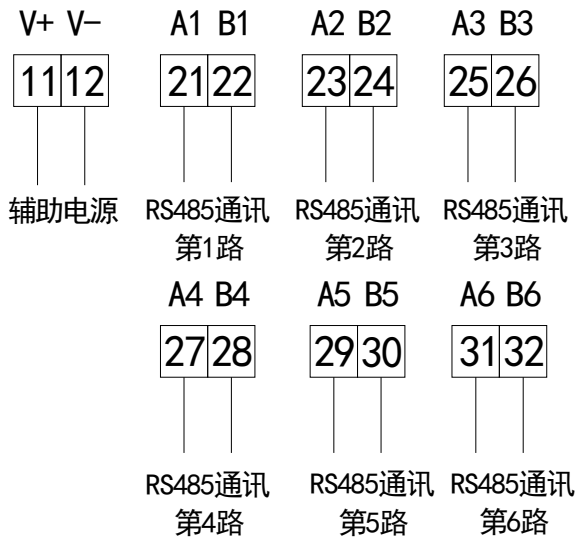 V+ V- A1 B1 A2 B2 A3 B3
11 12 21 22 23 24 25 26
辅助电源 RS485通讯 RS485通讯 RS485通讯
第1路 第2路 第3路
A4 B4 A5 B5 A6 B6
27 28 29 30 31 32
RS485通讯 RS485通讯 RS485通讯
第4路 第5路 第6路